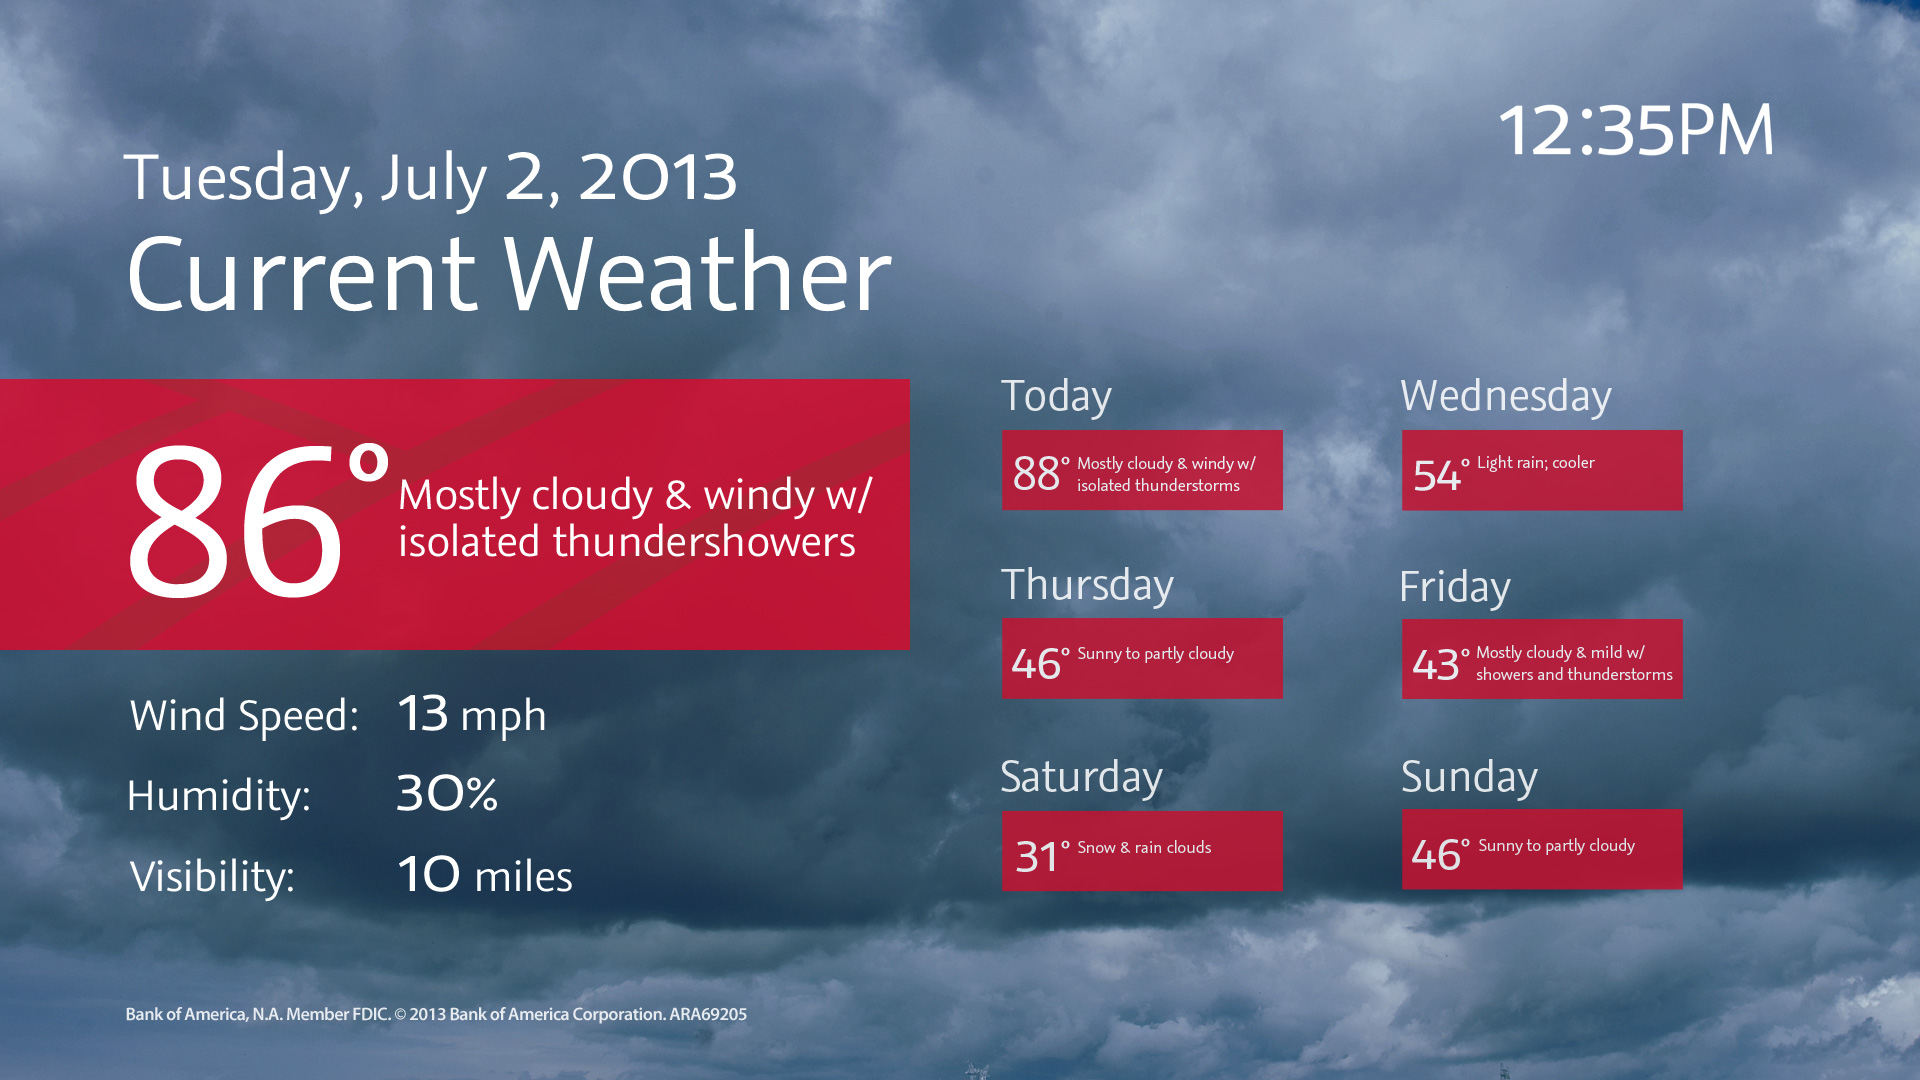 12:35PM
Tuesday, July 2, 2013
Current Weather
86° Mostly cloudy & windy w/
isolated thundershowers
Wind Speed: 13 mph
Humidity: 30%
Visibility: 10 miles
Today
88° Mostly cloudy & windy w/
isolated thunderstorms
Wednesday
54° Light rain; cooler
Thursday
46° Sunny to partly cloudy
Friday
43° Mostly cloudy & mild w/
showers and thunderstorms
Saturday
31° Snow & rain clouds
Sunday
46° Sunny to partly cloudy
Bank of America, N.A. Member FDIC. © 2013 Bank of America Corporation. ARA69205